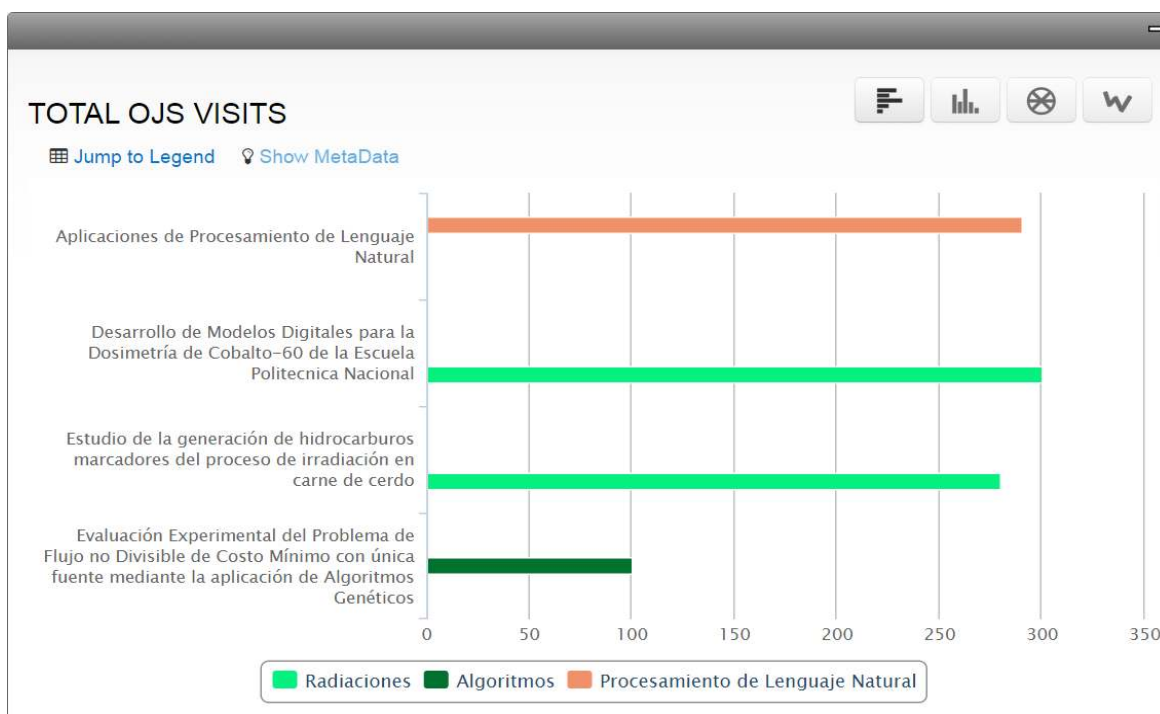 TOTAL OJS VISITS
Jump to Legend Show MetaData
Aplicaciones de Procesamiento de Lenguaje
Natural
Desarrollo de Modelos Digitales para la
Dosimetría de Cobalto-60 de la Escuela
Politecnica Nacional
Estudio de la generación de hidrocarburos
marcadores del proceso de irradiación en
carne de cerdo
Evaluación Experimental del Problema de
Flujo no Divisible de Costo Mínimo con única
fuente mediante la aplicación de Algoritmos
Genéticos
0 50 100 150 200 250 300 350
Radiaciones Algoritmos Procesamiento de Lenguaje Natural